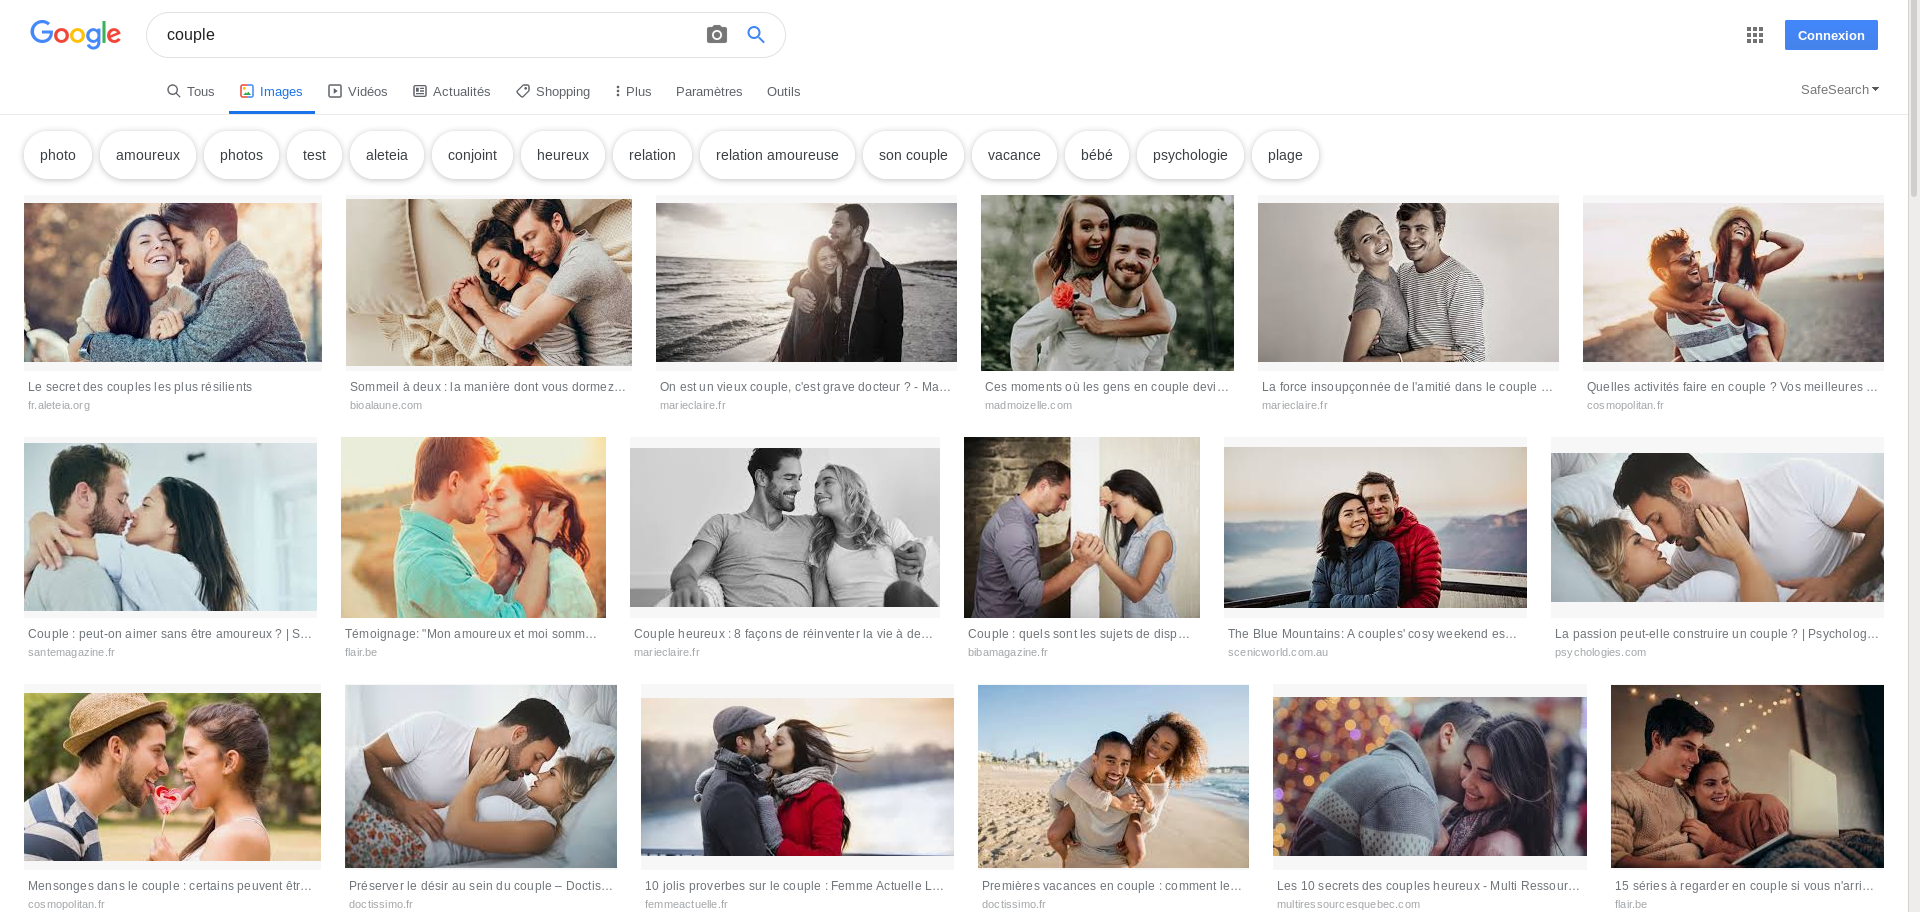 Google
couple
Connexion
Tous
Images
Vidéos
Actualités
Shopping
Plus
Paramètres
Outils
SafeSearch
photo
amoureux
photos
test
aleteia
conjoint
heureux
relation
relation amoureuse
son couple
vacance
bébé
psychologie
plage
Le secret des couples les plus résilients
fr.aleteia.org
Sommeil à deux : la manière dont vous dormez...
bioalaune.com
On est un vieux couple, c'est grave docteur ? - Ma...
marieclaire.fr
Ces moments où les gens en couple devi...
madmoizelle.com
La force insoupçonnée de l'amitié dans le couple ...
marieclaire.fr
Quelles activités faire en couple ? Vos meilleures ...
cosmopolitan.fr
Couple : peut-on aimer sans être amoureux ? | S...
santemagazine.fr
Témoignage: "Mon amoureux et moi somm...
flair.be
Couple heureux : 8 façons de réinventer la vie à de...
marieclaire.fr
Couple : quels sont les sujets de disp...
bibamagazine.fr
The Blue Mountains: A couples' cosy weekend es...
scenicworld.com.au
La passion peut-elle construire un couple ? | Psycholog...
psychologies.com
Mensonges dans le couple : certains peuvent êtr...
cosmopolitan.fr
Préserver le désir au sein du couple – Doctis...
doctissimo.fr
10 jolis proverbes sur le couple : Femme Actuelle L...
femmeactuelle.fr
Premières vacances en couple : comment le...
doctissimo.fr
Les 10 secrets des couples heureux - Multi Ressour...
multiressourcesquebec.com
15 séries à regarder en couple si vous n'arri...
flair.be